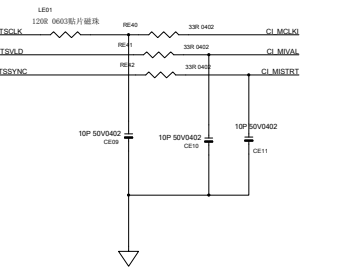 LE01
120R 0603贴片磁珠
TSCLK
RE40
33R 0402
CI_MCLKI
TSVLD
RE41
33R 0402
CI_MIVAL
TSSYNC
RE42
33R 0402
CI_MISTRT
10P 50V0402
CE09
10P 50V0402
CE10
10P 50V0402
CE11